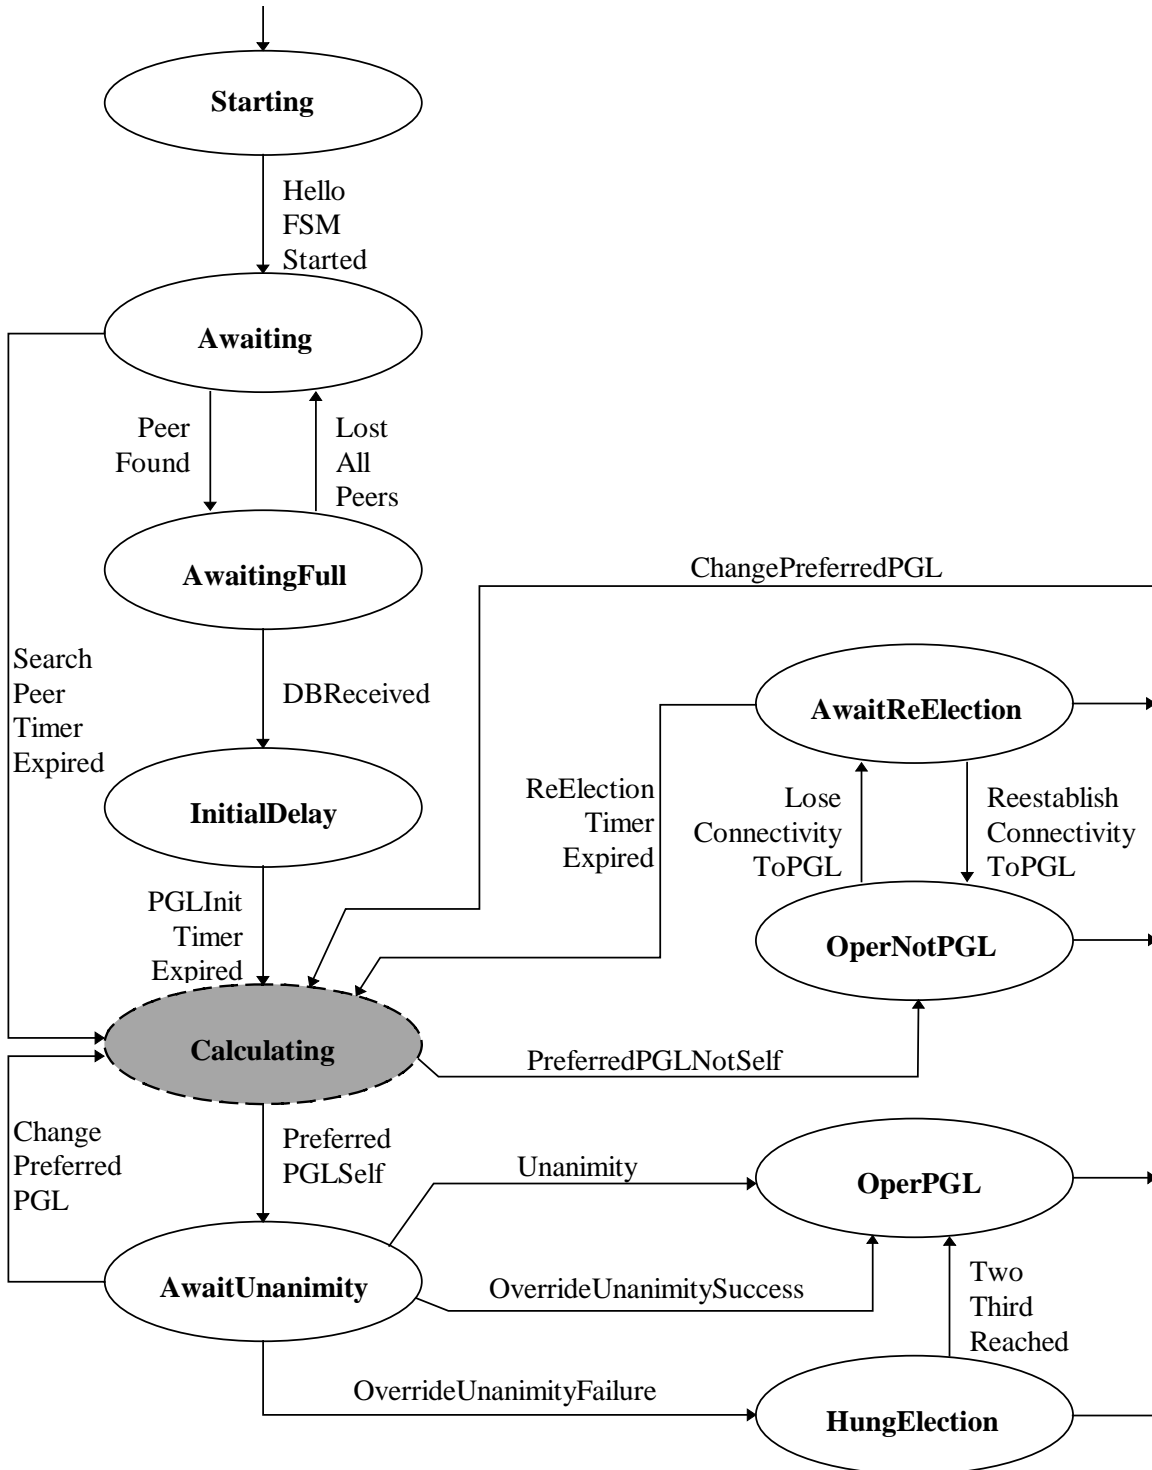 Starting
Hello
FSM
Started
Awaiting
Peer
Found
Lost
All
Peers
AwaitingFull
ChangePreferredPGL
Search
Peer
Timer
Expired
DBReceived
AwaitReElection
InitialDelay
ReElection
Timer
Expired
Lose
Connectivity
ToPGL
Reestablish
Connectivity
ToPGL
PGLInit
Timer
Expired
OperNotPGL
Calculating
PreferredPGLNotSelf
Change
Preferred
PGL
Preferred
PGLSelf
Unanimity
OperPGL
AwaitUnanimity
OverrideUnanimitySuccess
Two
Third
Reached
OverrideUnanimityFailure
HungElection